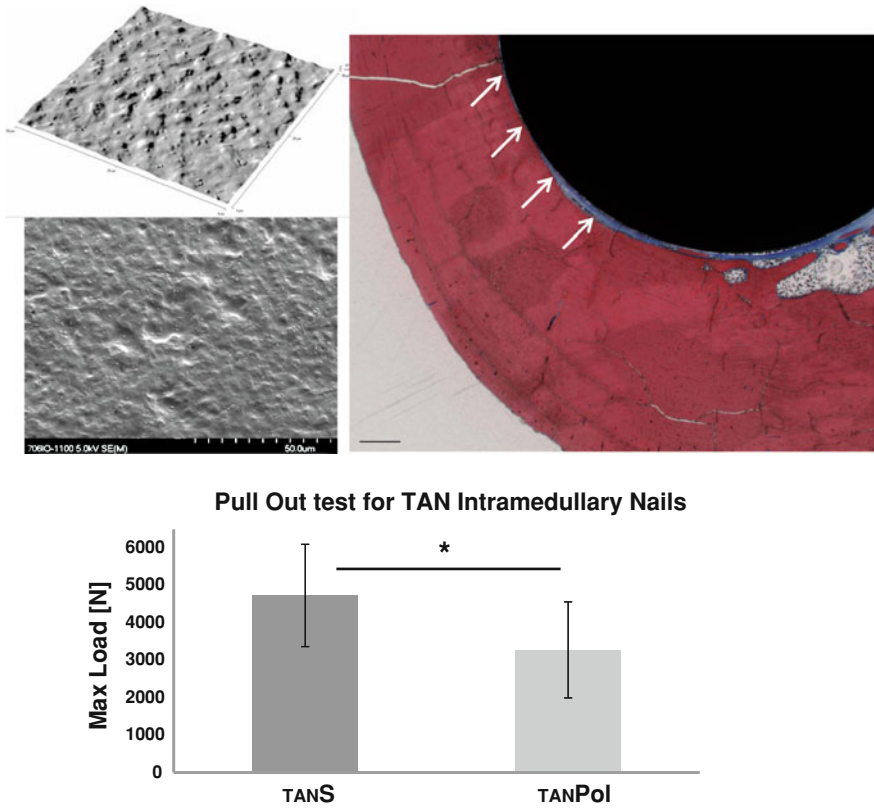 706IO-1100 5.0kV SE(M) 50.0um
Pull Out test for TAN Intramedullary Nails
*
6000
5000
4000
3000
2000
1000
0
Max Load [N]
TANS
TANPol